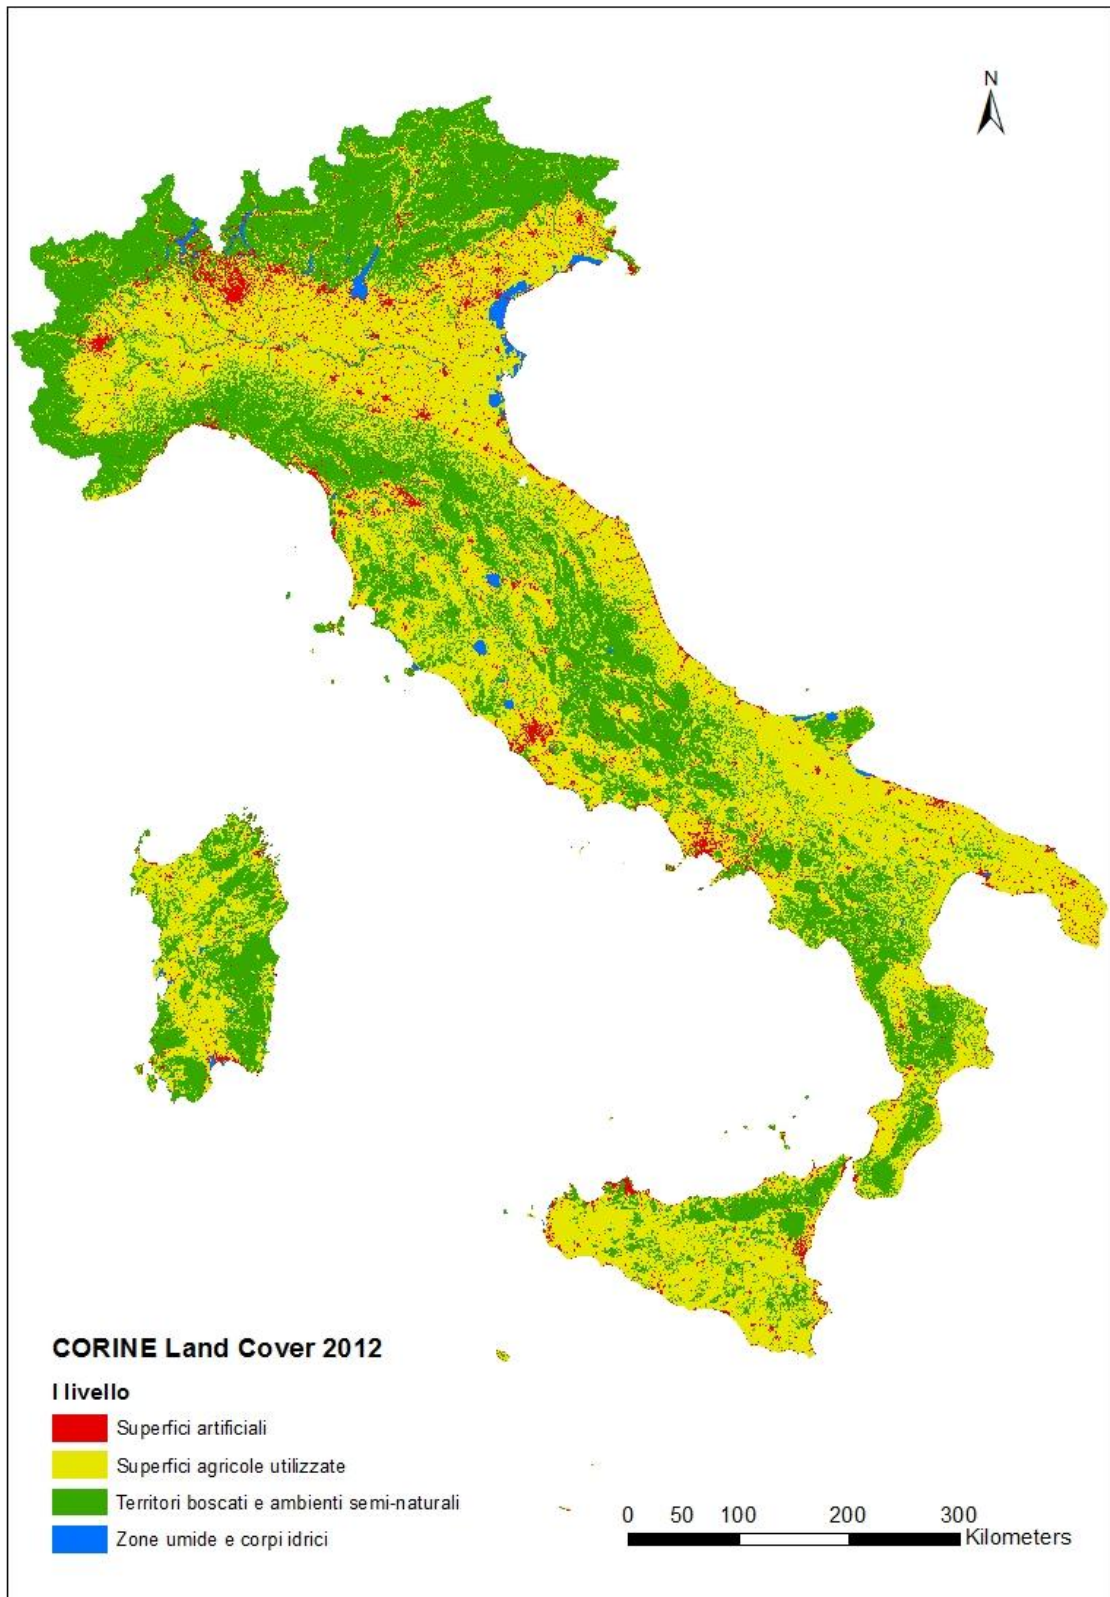 N
CORINE Land Cover 2012
I livello
Superfici artificiali
Superfici agricole utilizzate
Territori boscati e ambienti semi-naturali
Zone umide e corpi idrici
0 50 100 200 300
Kilometers